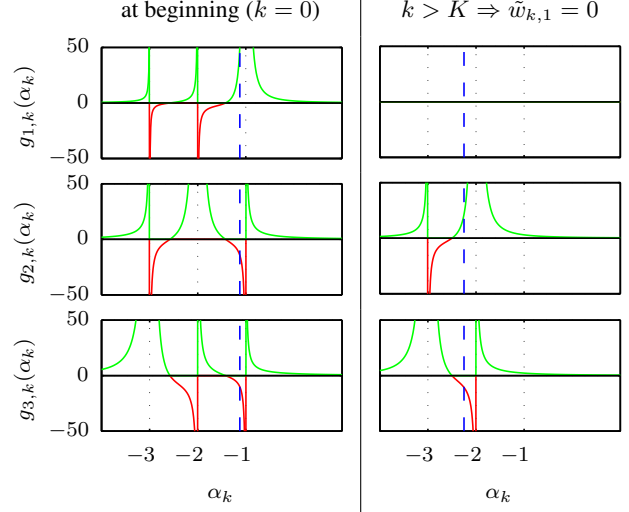 at beginning (k = 0)
k > K ⇒ w̃ₖ,₁ = 0
g₁,ₖ(αₖ)
50
0
−50
g₂,ₖ(αₖ)
50
0
−50
g₃,ₖ(αₖ)
50
0
−50
−3 −2 −1
−3 −2 −1
αₖ
αₖ